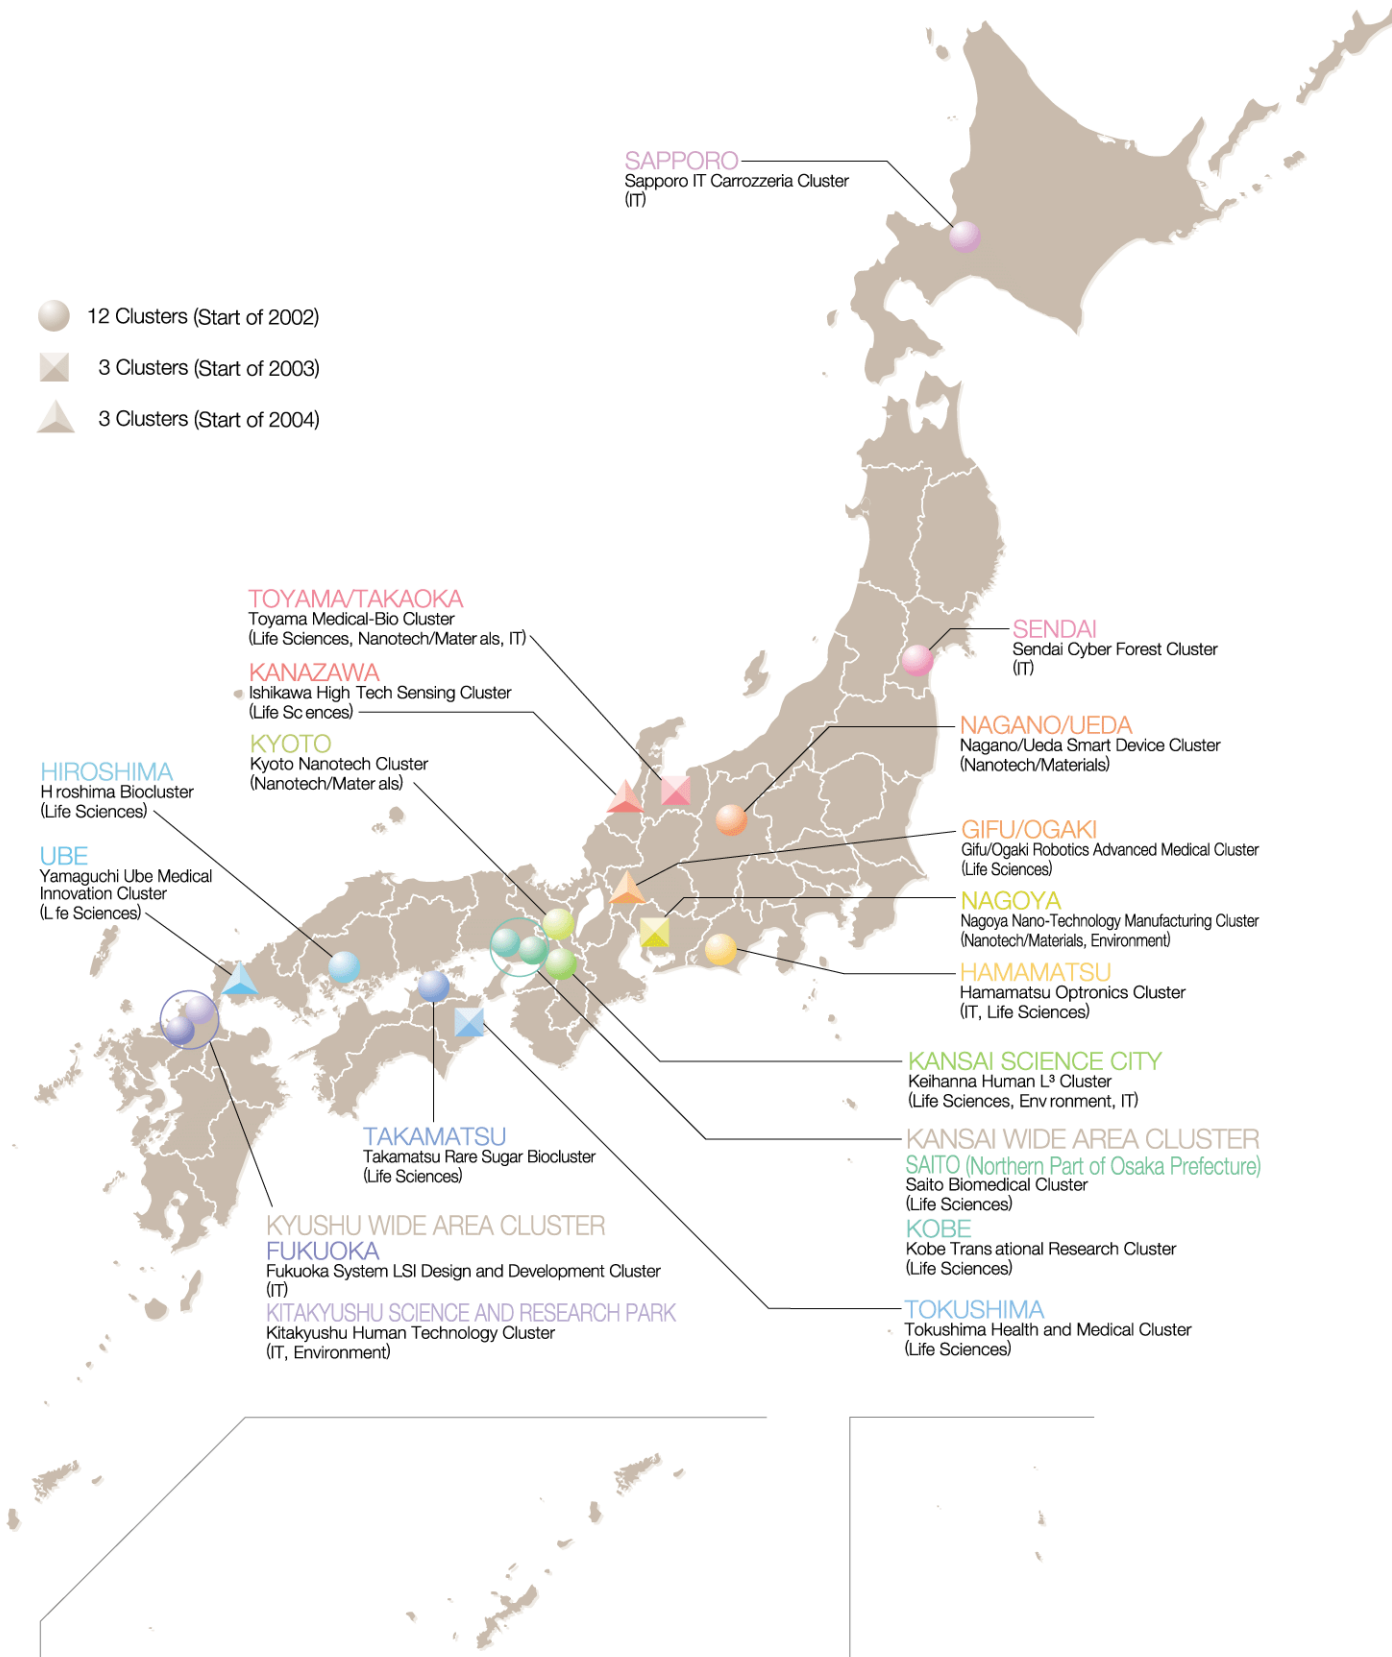 SAPPORO
Sapporo IT Carrozzeria Cluster
(IT)
12 Clusters (Start of 2002)
3 Clusters (Start of 2003)
3 Clusters (Start of 2004)
TOYAMA/TAKAOKA
Toyama Medical-Bio Cluster
(Life Sciences, Nanotech/Mater als, IT)
KANAZAWA
Ishikawa High Tech Sensing Cluster
(Life Sc ences)
KYOTO
Kyoto Nanotech Cluster
(Nanotech/Mater als)
HIROSHIMA
H roshima Biocluster
(Life Sciences)
UBE
Yamaguchi Ube Medical
Innovation Cluster
(L fe Sciences)
SENDAI
Sendai Cyber Forest Cluster
(IT)
NAGANO/UEDA
Nagano/Ueda Smart Device Cluster
(Nanotech/Materials)
GIFU/OGAKI
Gifu/Ogaki Robotics Advanced Medical Cluster
(Life Sciences)
NAGOYA
Nagoya Nano-Technology Manufacturing Cluster
(Nanotech/Materials, Environment)
HAMAMATSU
Hamamatsu Optronics Cluster
(IT, Life Sciences)
KANSAI SCIENCE CITY
Keihanna Human L³ Cluster
(Life Sciences, Env ronment, IT)
KANSAI WIDE AREA CLUSTER
SAITO (Northern Part of Osaka Prefecture)
Saito Biomedical Cluster
(Life Sciences)
KOBE
Kobe Trans ational Research Cluster
(Life Sciences)
TOKUSHIMA
Tokushima Health and Medical Cluster
(Life Sciences)
TAKAMATSU
Takamatsu Rare Sugar Biocluster
(Life Sciences)
KYUSHU WIDE AREA CLUSTER
FUKUOKA
Fukuoka System LSI Design and Development Cluster
(IT)
KITAKYUSHU SCIENCE AND RESEARCH PARK
Kitakyushu Human Technology Cluster
(IT, Environment)